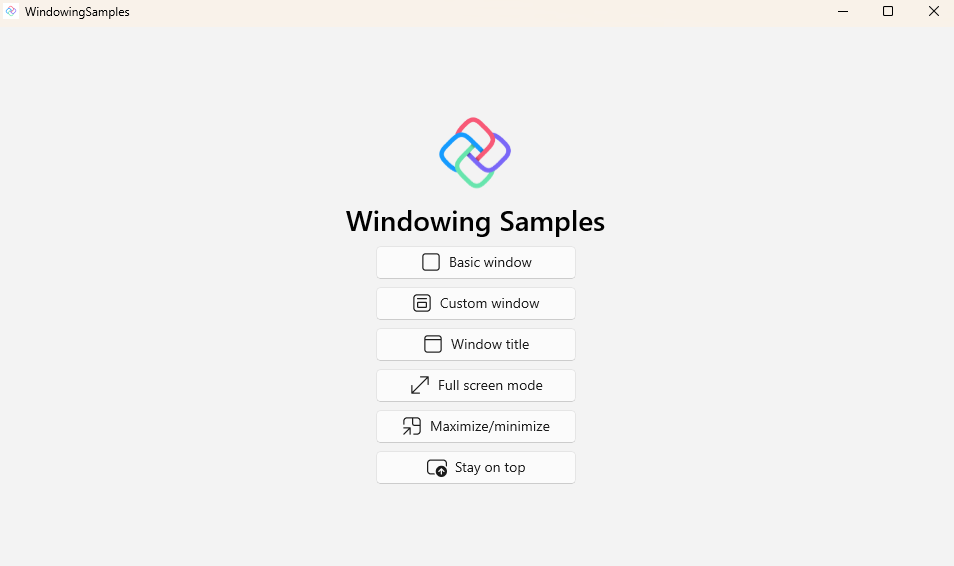 WindowingSamples
Windowing Samples
Basic window
Custom window
Window title
Full screen mode
Maximize/minimize
Stay on top